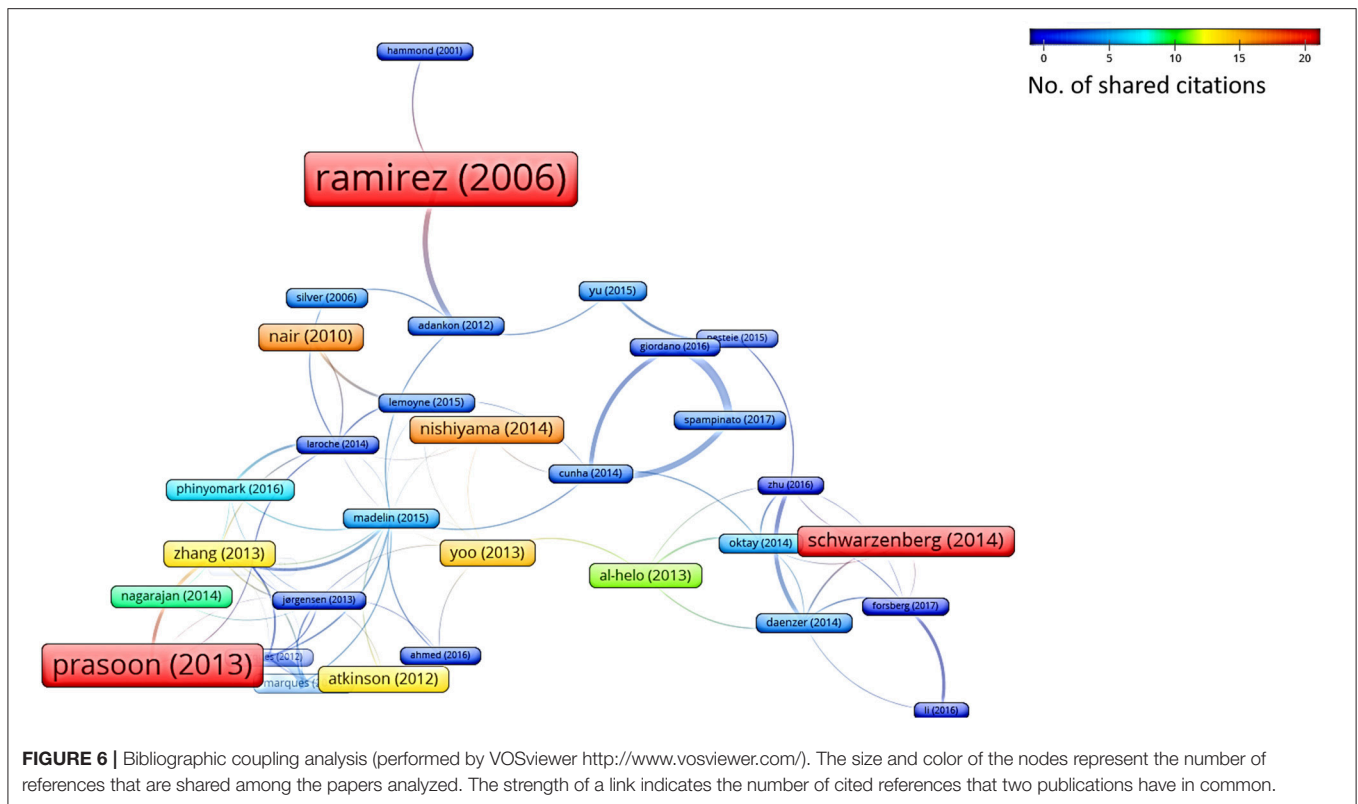 hammond (2001)
0 5 10 15 20
No. of shared citations
ramirez (2006)
silver (2006)
yu (2015)
adankon (2012)
nair (2010)
pesteie (2015)
giordano (2016)
lemoyne (2015)
spampinato (2017)
nishiyama (2014)
laroche (2014)
cunha (2014)
phinyomark (2016)
zhu (2016)
madelin (2015)
schwarzenberg (2014)
oktay (2014)
zhang (2013)
yoo (2013)
al-helo (2013)
nagarajan (2014)
jørgensen (2013)
forsberg (2017)
daenzer (2014)
prasoon (2013)
(2012)
ahmed (2016)
atkinson (2012)
marques
li (2016)
FIGURE 6 | Bibliographic coupling analysis (performed by VOSviewer http://www.vosviewer.com/). The size and color of the nodes represent the number of
references that are shared among the papers analyzed. The strength of a link indicates the number of cited references that two publications have in common.